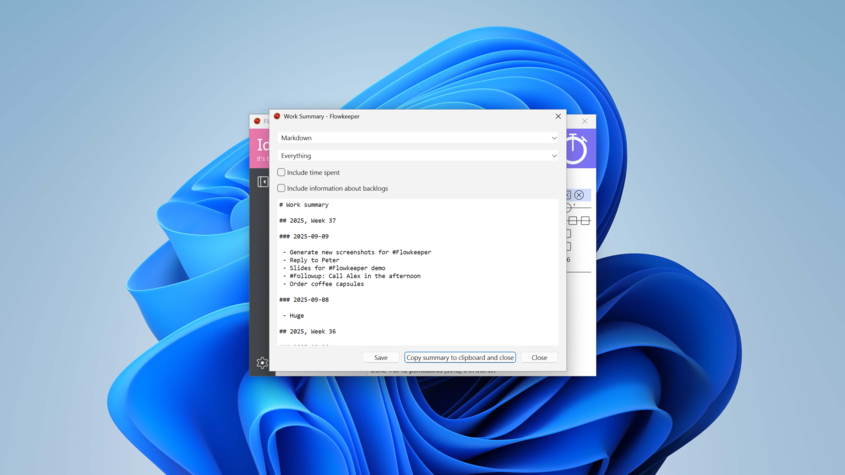 Work Summary - Flowkeeper
Markdown
Everything
Include time spent
Include information about backlogs
# Work summary
## 2025, Week 37
### 2025-09-09
- Generate new screenshots for #Flowkeeper
- Reply to Peter
- Slides for #Flowkeeper demo
- #Followup: Call Alex in the afternoon
- Order coffee capsules
### 2025-09-08
- Huge
## 2025, Week 36
Save
Copy summary to clipboard and close
Close